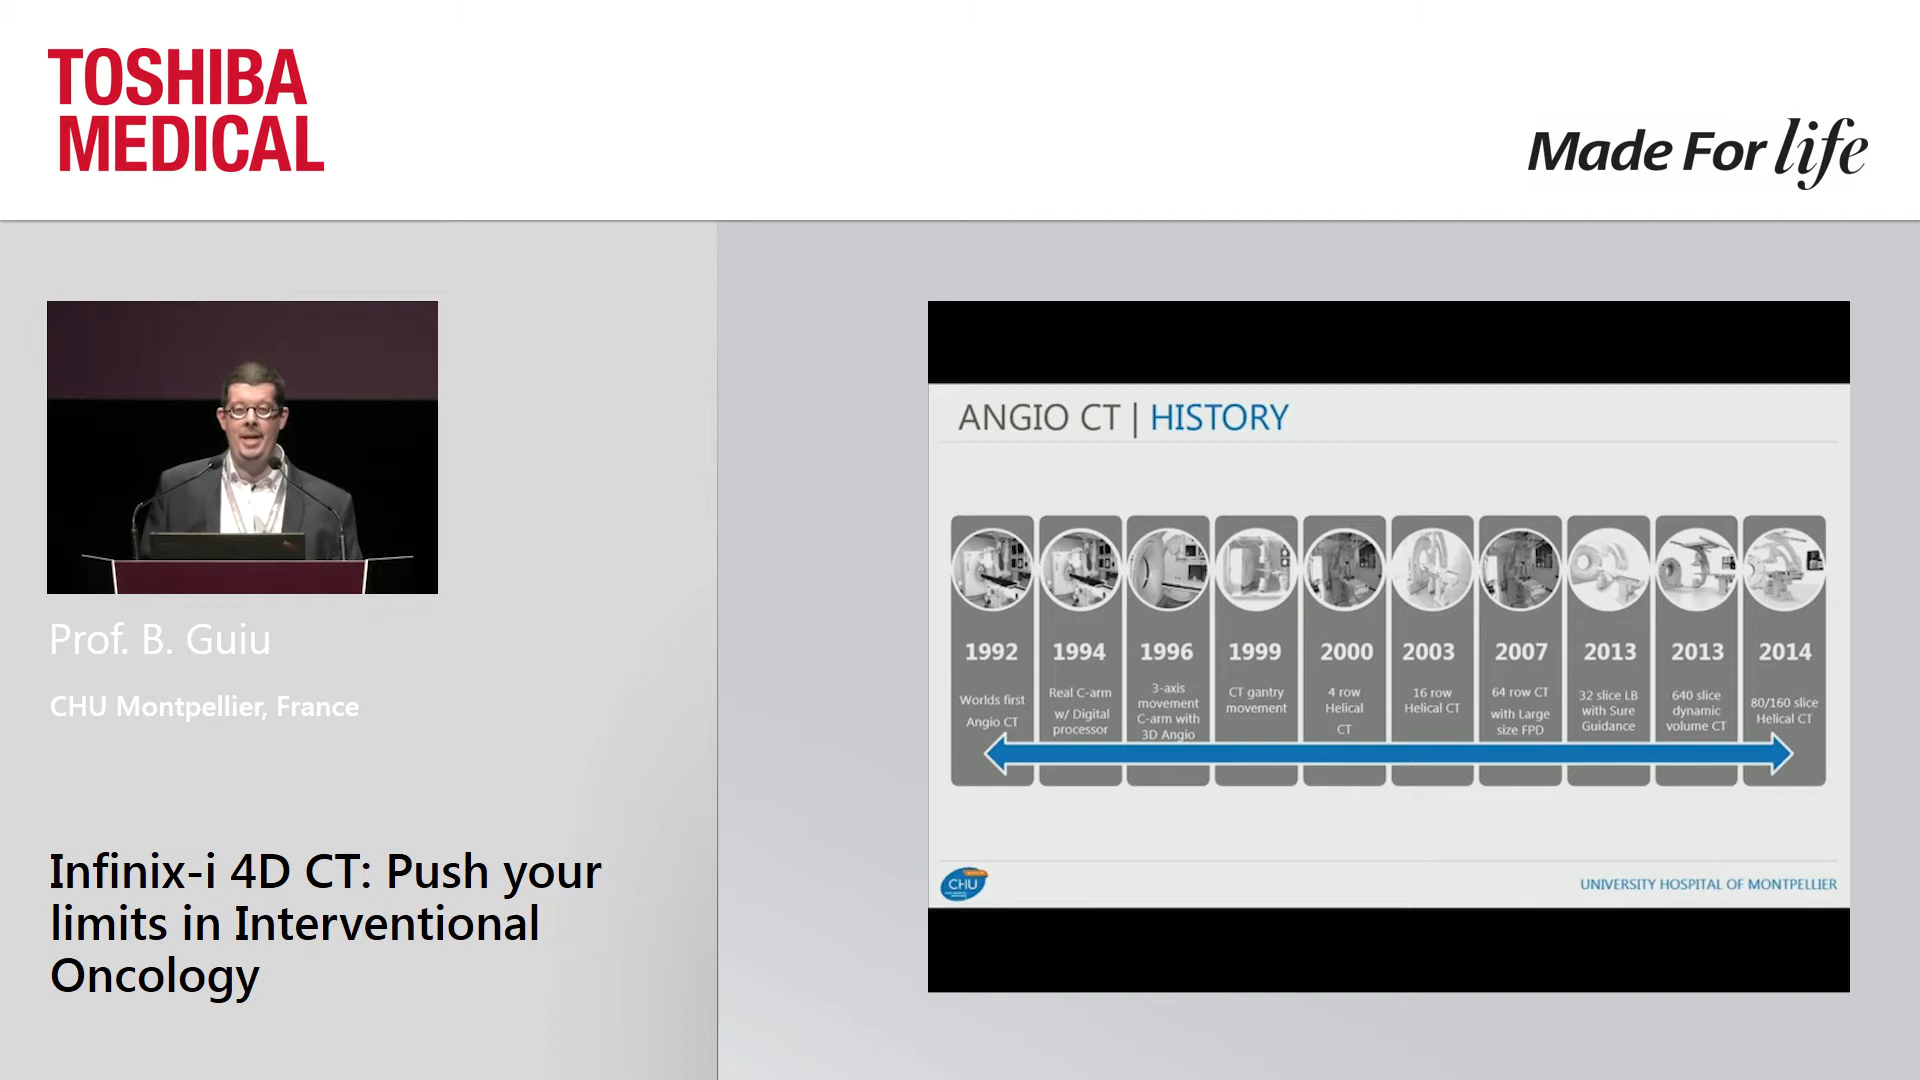 TOSHIBA
MEDICAL
Made For life
Prof. B. Guiu
CHU Montpellier, France
Infinix-i 4D CT: Push your
limits in Interventional
Oncology
ANGIO CT | HISTORY
1992
Worlds first
Angio CT
1994
Real C-arm
w/ Digital
processor
1996
3-axis
movement
C-arm with
3D Angio
1999
CT gantry
movement
2000
4 row
Helical
CT
2003
16 row
Helical CT
2007
64 row CT
with Large
size FPD
2013
32 slice LB
with Sure
Guidance
2013
640 slice
dynamic
volume CT
2014
80/160 slice
Helical CT
CHU
UNIVERSITY HOSPITAL OF MONTPELLIER